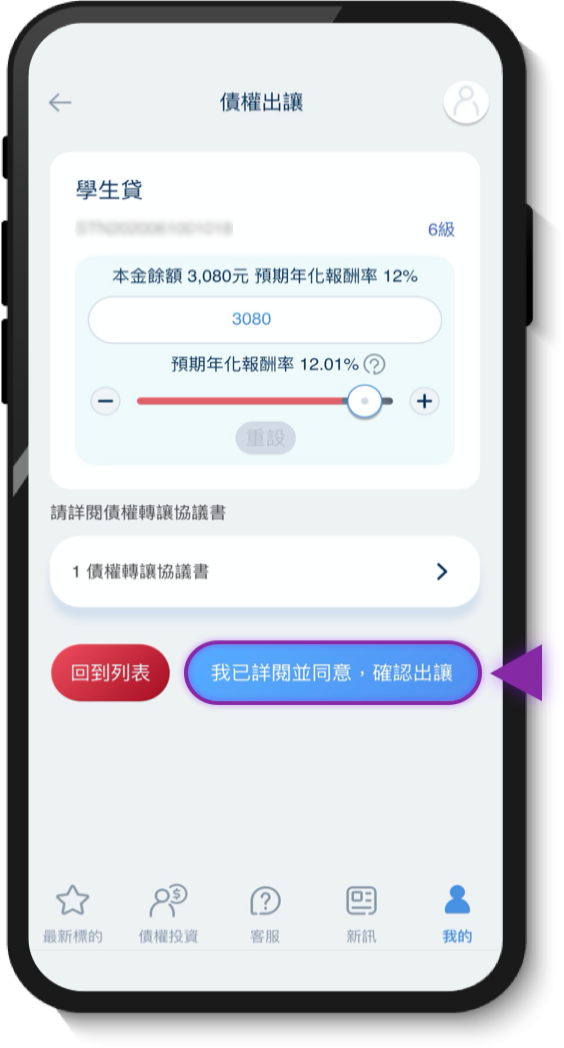 債權出讓
學生貸
6級
本金餘額 3,080元 預期年化報酬率 12%
3080
預期年化報酬率 12.01%
重設
請詳閱債權轉讓協議書
1 債權轉讓協議書
回到列表
我已詳閱並同意，確認出讓
最新標的
債權投資
客服
新訊
我的